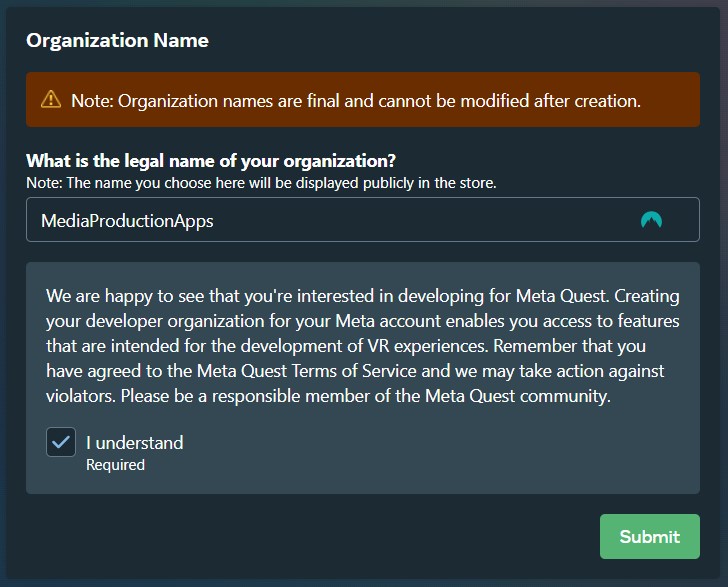 Organization Name
Note: Organization names are final and cannot be modified after creation.
What is the legal name of your organization?
Note: The name you choose here will be displayed publicly in the store.
MediaProductionApps
We are happy to see that you're interested in developing for Meta Quest. Creating
your developer organization for your Meta account enables you access to features
that are intended for the development of VR experiences. Remember that you
have agreed to the Meta Quest Terms of Service and we may take action against
violators. Please be a responsible member of the Meta Quest community.
I understand
Required
Submit